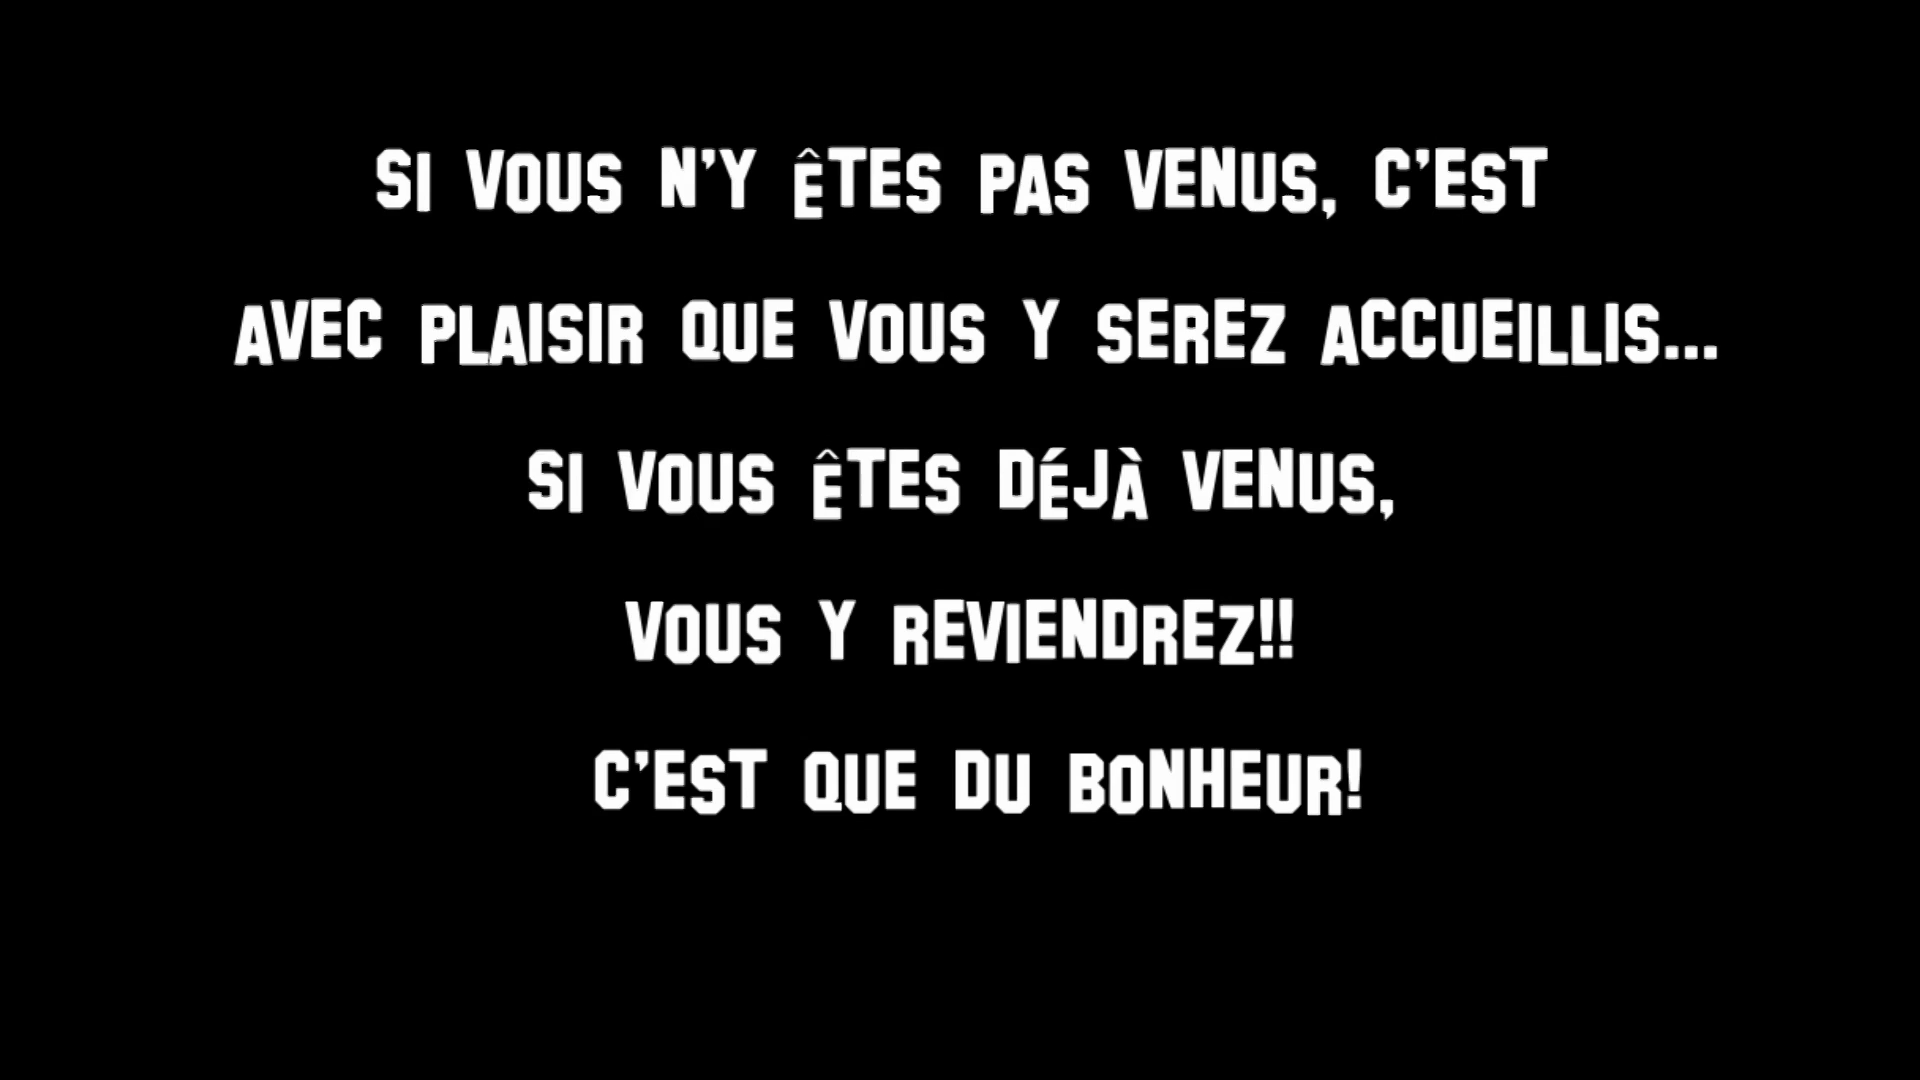 SI VOUS N'Y ÊTES PAS VENUS, C'EST
AVEC PLAISIR QUE VOUS Y SEREZ ACCUEILLIS...
SI VOUS ÊTES DÉJÀ VENUS,
VOUS Y REVIENDREZ!!
C'EST QUE DU BONHEUR!